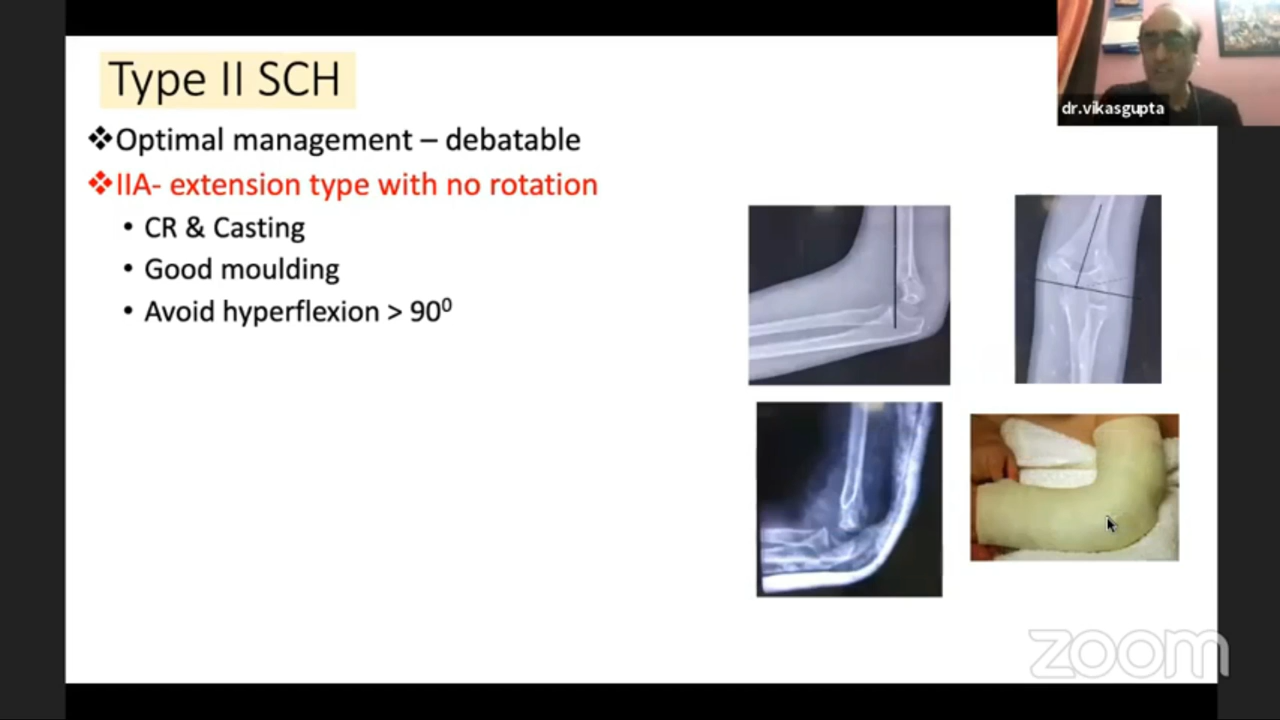 Type II SCH
dr.vikasgupta
❖Optimal management – debatable
❖IIA- extension type with no rotation
• CR & Casting
• Good moulding
• Avoid hyperflexion > 90⁰
zoom